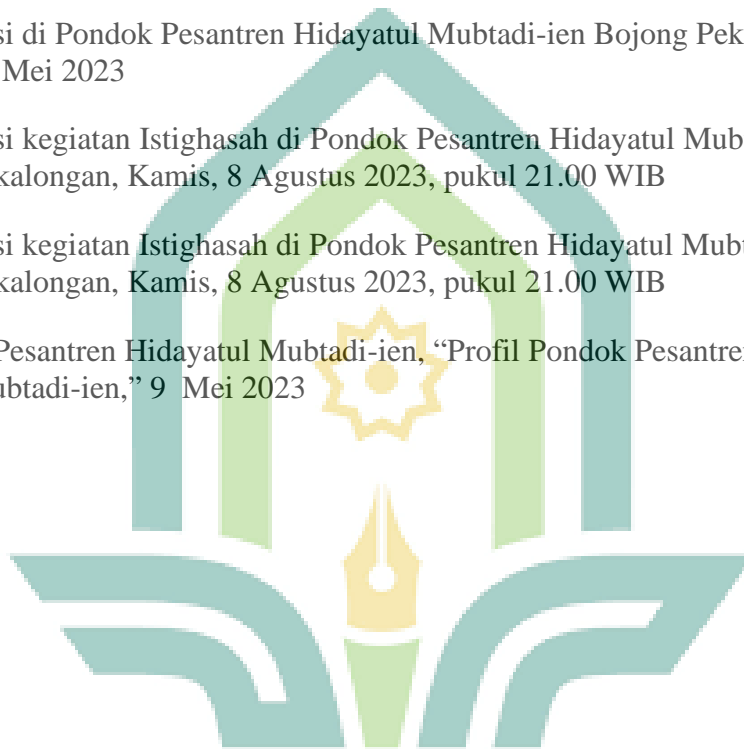 si di Pondok Pesantren Hidayatul Mubtadi-ien Bojong Pek
Mei 2023
si kegiatan Istighasah di Pondok Pesantren Hidayatul Mub
kalongan, Kamis, 8 Agustus 2023, pukul 21.00 WIB
si kegiatan Istighasah di Pondok Pesantren Hidayatul Mubt
kalongan, Kamis, 8 Agustus 2023, pukul 21.00 WIB
Pesantren Hidayatul Mubtadi-ien, “Profil Pondok Pesantren
ubtadi-ien,” 9 Mei 2023